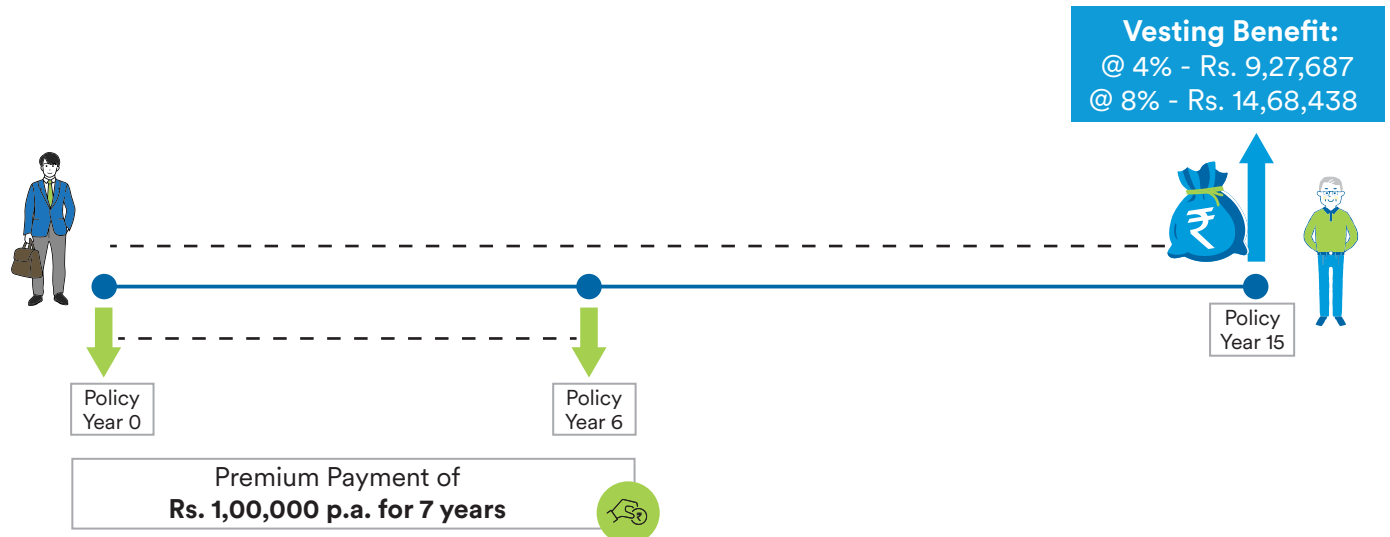 Vesting Benefit:
@ 4% - Rs. 9,27,687
@ 8% - Rs. 14,68,438
₹
Policy
Year 15
Policy
Year 0
Policy
Year 6
Premium Payment of
Rs. 1,00,000 p.a. for 7 years
₹